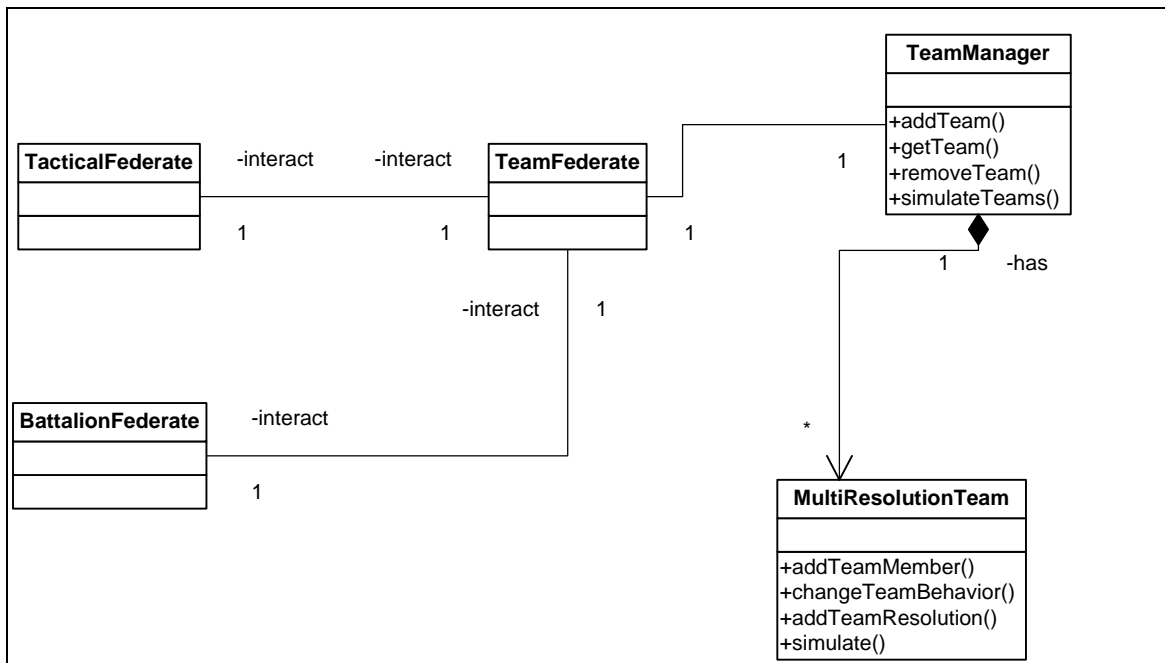 TeamManager
+addTeam()
+getTeam()
+removeTeam()
+simulateTeams()
TacticalFederate
-interact
-interact
TeamFederate
1
1
1
1
1
-has
-interact
1
BattalionFederate
-interact
1
*
MultiResolutionTeam
+addTeamMember()
+changeTeamBehavior()
+addTeamResolution()
+simulate()